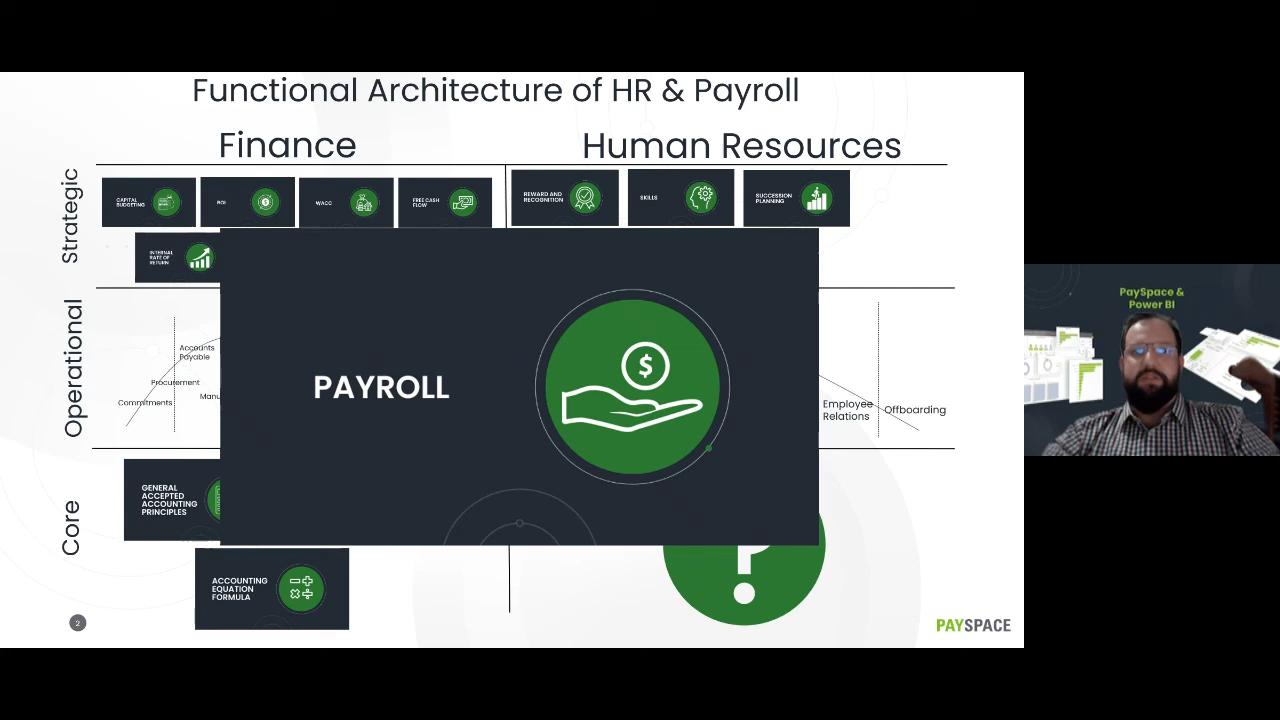 Functional Architecture of HR & Payroll
Finance
Human Resources
Strategic
CAPITAL
BUDGETING
ROI
WACC
FREE CASH
FLOW
REWARD AND
RECOGNITION
SKILLS
SUCCESSION
PLANNING
INTERNAL
RATE OF
RETURN
PaySpace &
Power BI
Operational
Accounts
Payable
Procurement
Manu
Commitments
PAYROLL
$
Employee
Relations
Offboarding
Core
GENERAL
ACCEPTED
ACCOUNTING
PRINCIPLES
?
ACCOUNTING
EQUATION
FORMULA
2
PAYSPACE